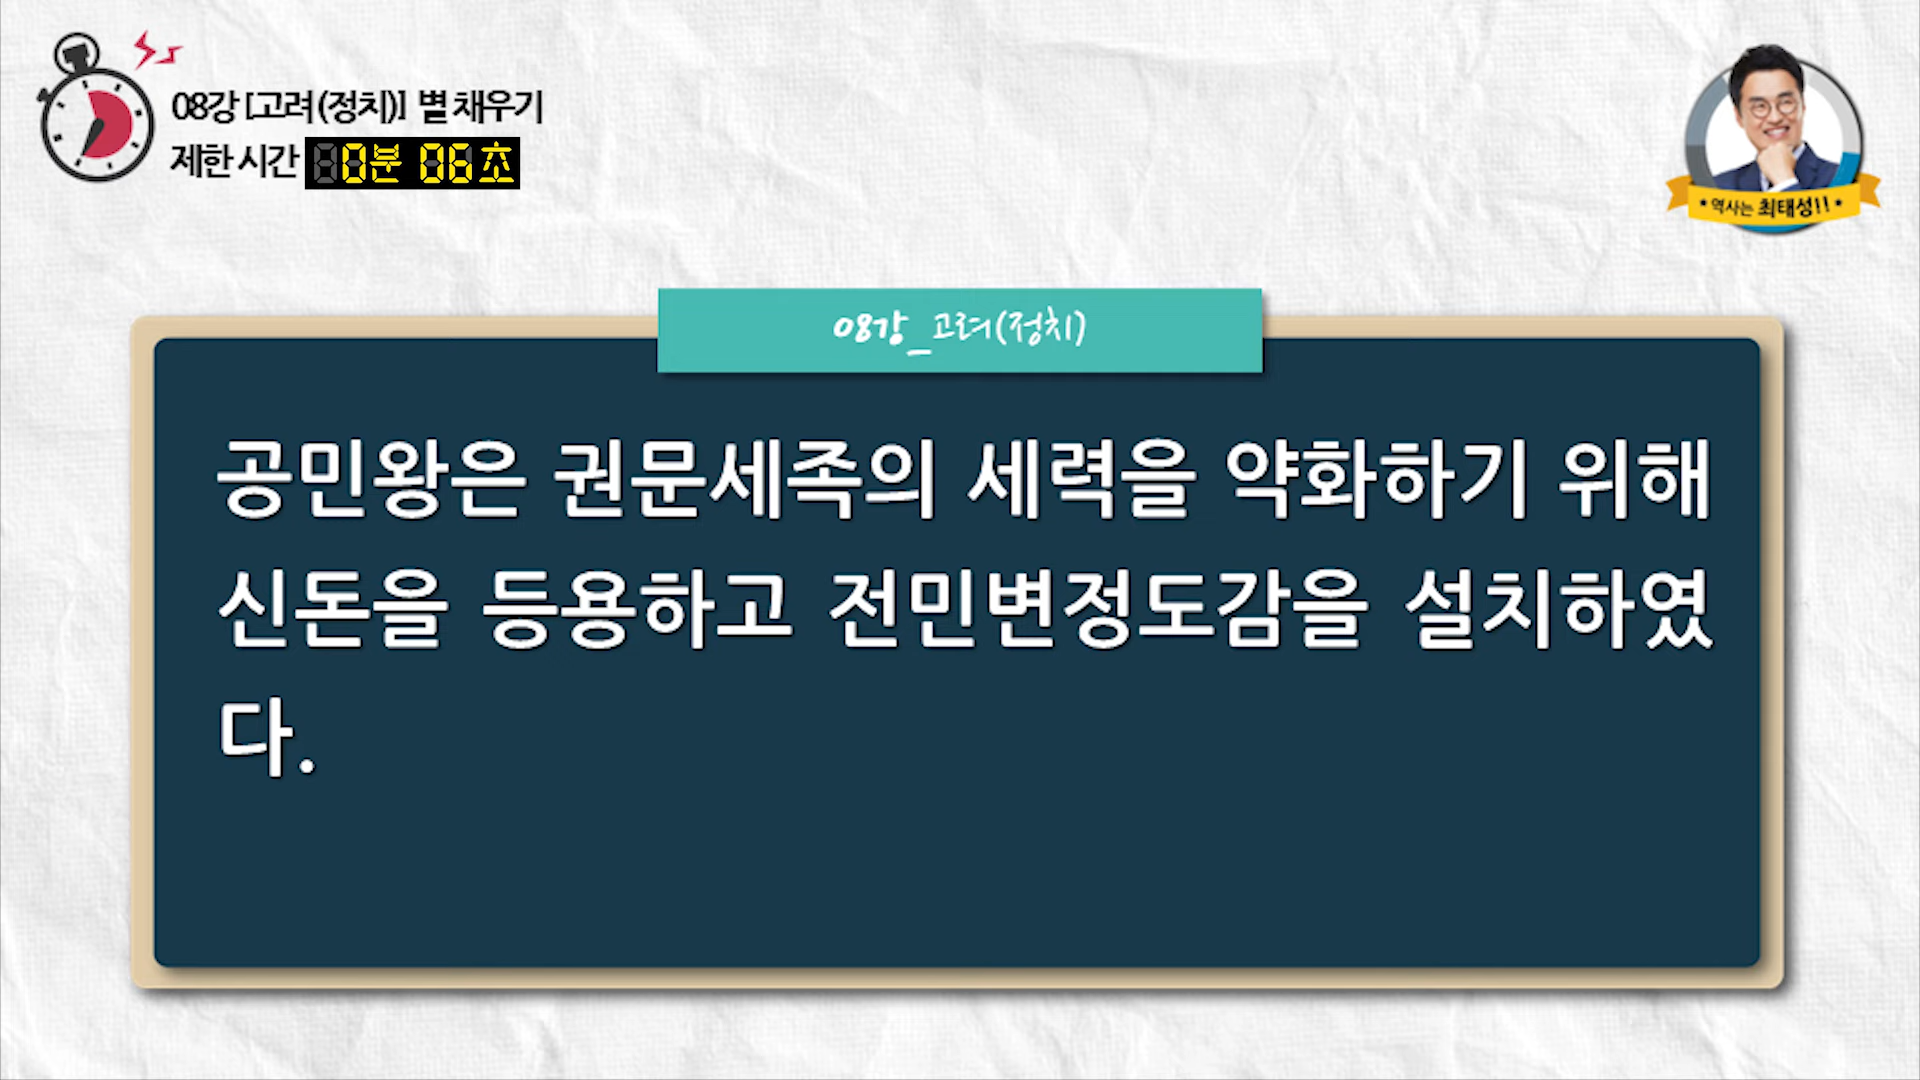 08강 [고려(정치)] 별 채우기
제한 시간 0분 06초
역사는 최태성!!
08강_고려(정치)
공민왕은 권문세족의 세력을 약화하기 위해
신돈을 등용하고 전민변정도감을 설치하였
다.